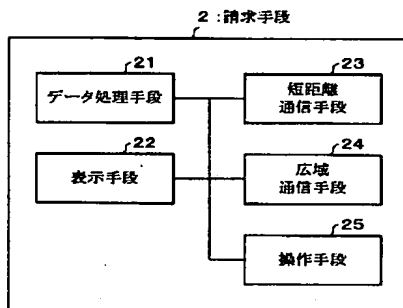 2:請求手段
21
データ処理手段
23
短距離
通信手段
22
表示手段
24
広域
通信手段
25
操作手段